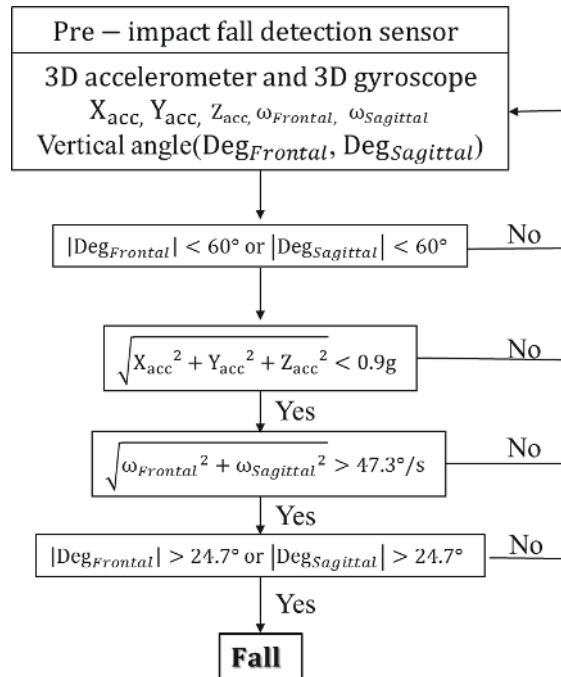 Pre − impact fall detection sensor
3D accelerometer and 3D gyroscope
X_acc, Y_acc, Z_acc, ω_Frontal, ω_Sagittal
Vertical angle(Deg_Frontal, Deg_Sagittal)
|Deg_Frontal| < 60° or |Deg_Sagittal| < 60°
No
√(X_acc² + Y_acc² + Z_acc²) < 0.9g
No
Yes
√(ω_Frontal² + ω_Sagittal²) > 47.3°/s
No
Yes
|Deg_Frontal| > 24.7° or |Deg_Sagittal| > 24.7°
No
Yes
Fall